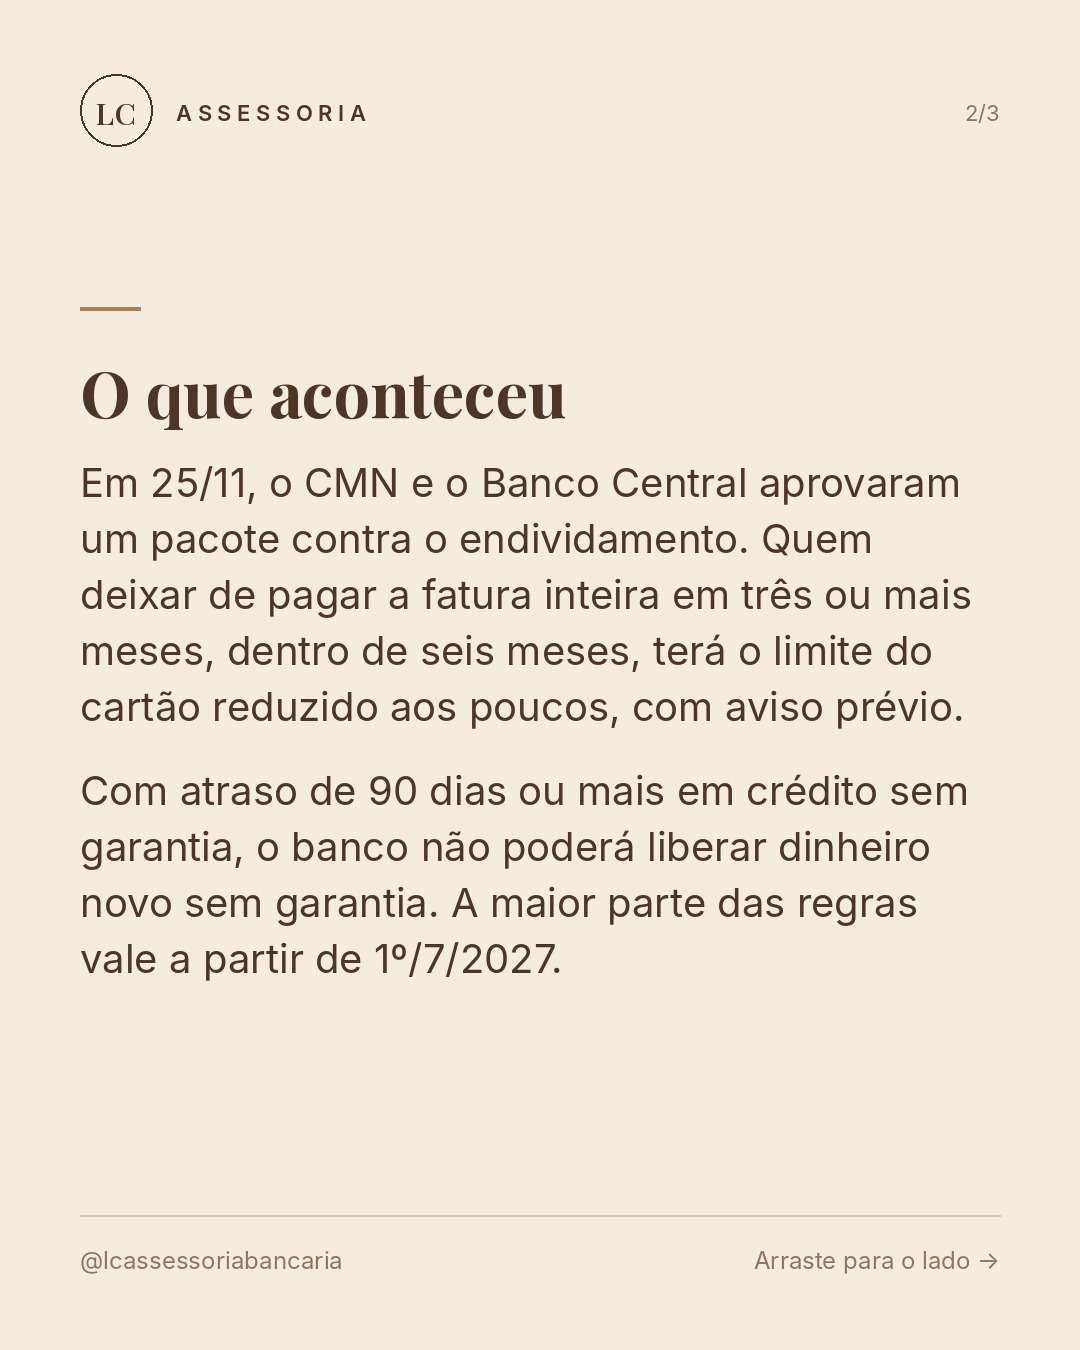 LC ASSESSORIA
2/3
O que aconteceu
Em 25/11, o CMN e o Banco Central aprovaram
um pacote contra o endividamento. Quem
deixar de pagar a fatura inteira em três ou mais
meses, dentro de seis meses, terá o limite do
cartão reduzido aos poucos, com aviso prévio.
Com atraso de 90 dias ou mais em crédito sem
garantia, o banco não poderá liberar dinheiro
novo sem garantia. A maior parte das regras
vale a partir de 1º/7/2027.
@lcassessoriabancaria
Arraste para o lado →